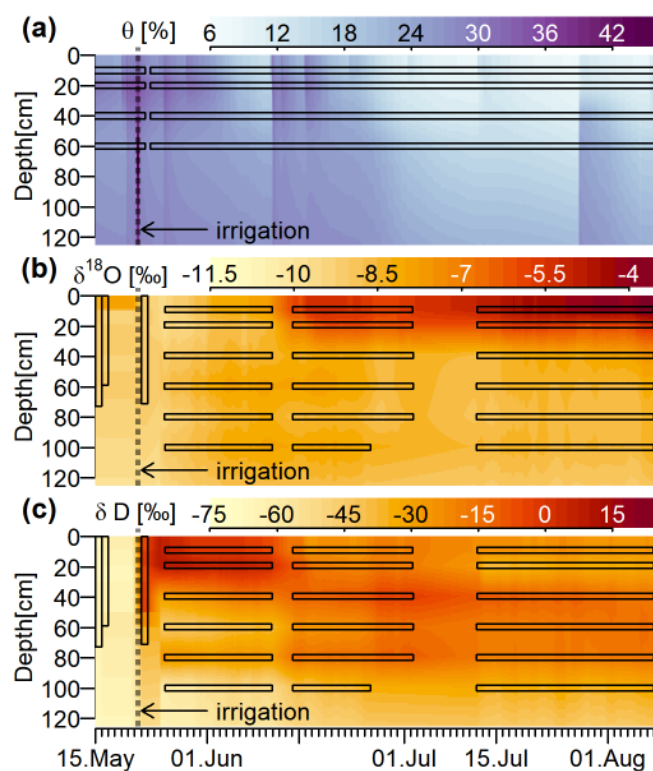 (a) θ [%] 6 12 18 24 30 36 42
0
20
40
60
80
100
120
Depth[cm]
irrigation
(b) δ¹⁸O [‰] -11.5 -10 -8.5 -7 -5.5 -4
0
20
40
60
80
100
120
Depth[cm]
irrigation
(c) δ D [‰] -75 -60 -45 -30 -15 0 15
0
20
40
60
80
100
120
Depth[cm]
irrigation
15.May 01.Jun 01.Jul 15.Jul 01.Aug